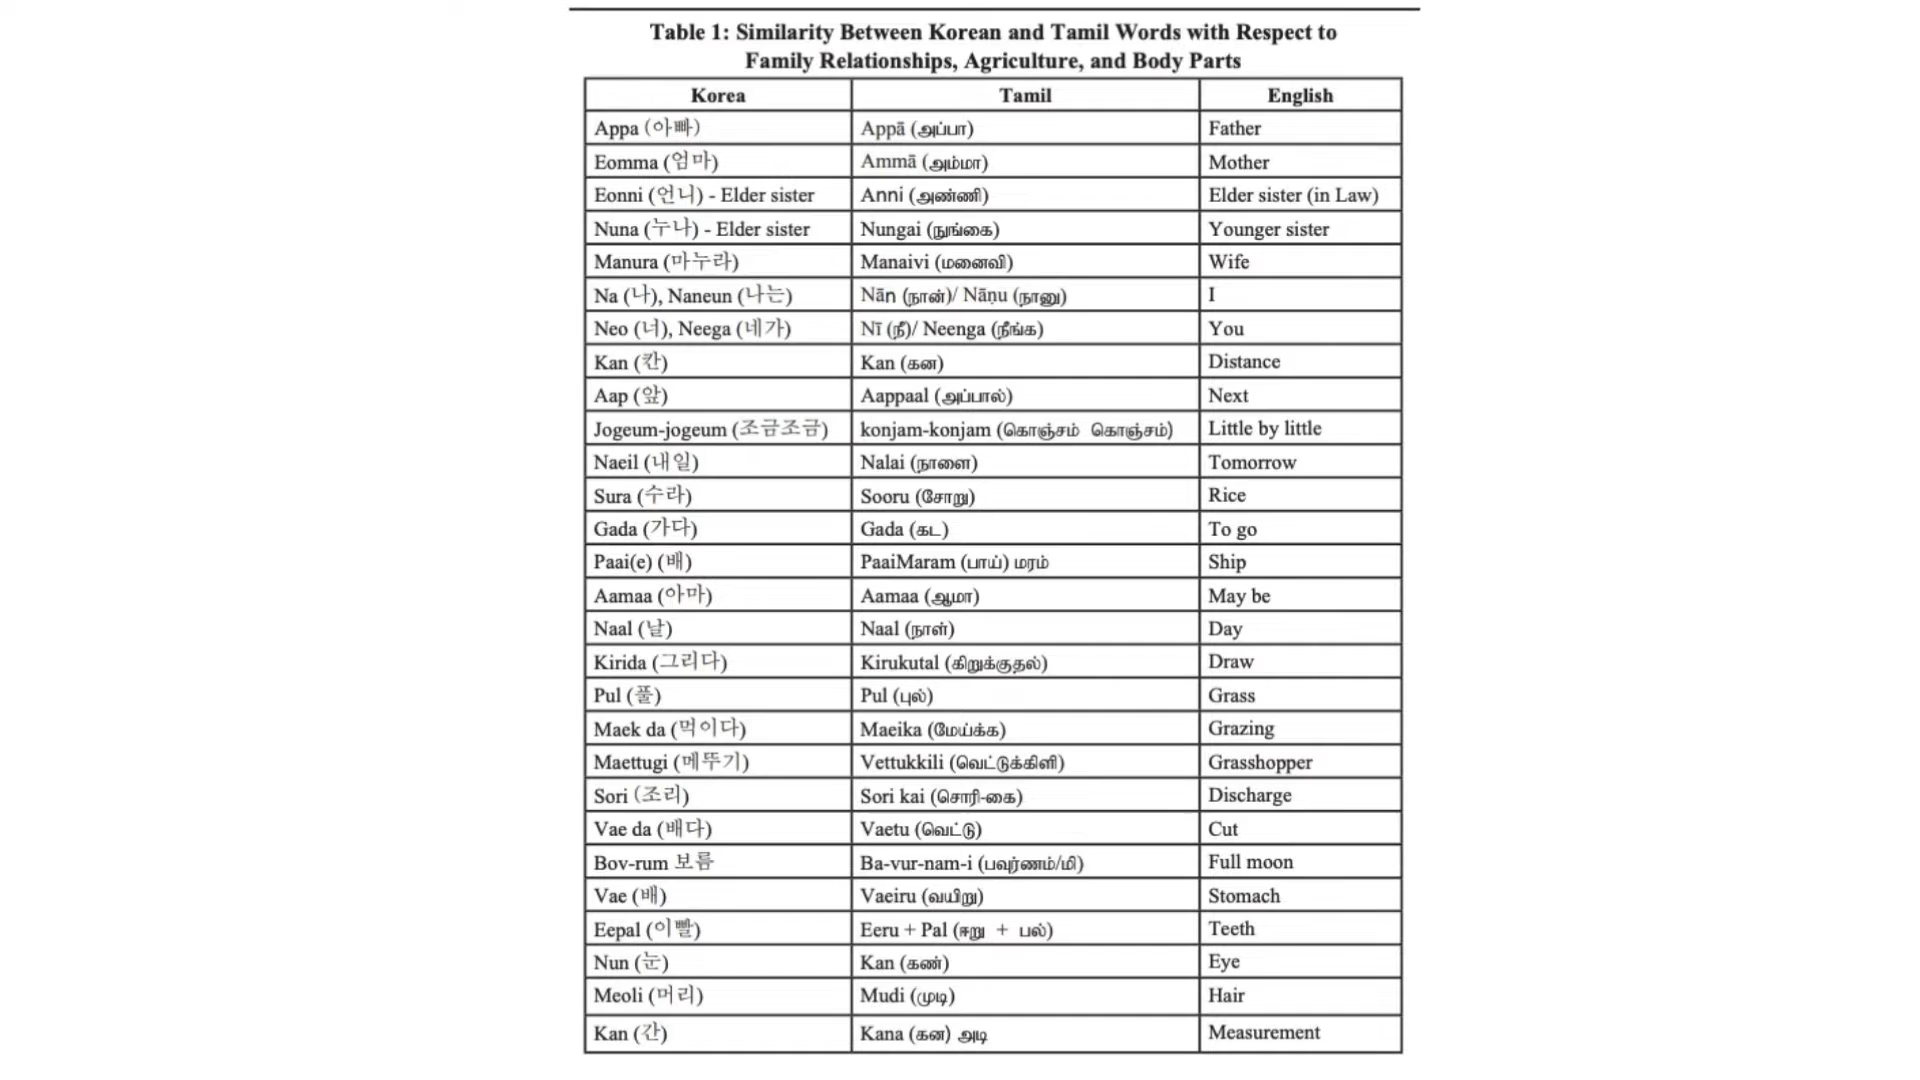 Table 1: Similarity Between Korean and Tamil Words with Respect to
Family Relationships, Agriculture, and Body Parts
Korea Tamil English
Appa (아빠) Appā (அப்பா) Father
Eomma (엄마) Ammā (அம்மா) Mother
Eonni (언니) - Elder sister Anni (அண்ணி) Elder sister (in Law)
Nuna (누나) - Elder sister Nungai (நுங்கை) Younger sister
Manura (마누라) Manaivi (மனைவி) Wife
Na (나), Naneun (나는) Nān (நான்)/ Nāṇu (நானு) I
Neo (너), Neega (네가) Nī (நீ)/ Neenga (நீங்க) You
Kan (칸) Kan (கன) Distance
Aap (앞) Aappaal (அப்பால்) Next
Jogeum-jogeum (조금조금) konjam-konjam (கொஞ்சம் கொஞ்சம்) Little by little
Naeil (내일) Nalai (நாளை) Tomorrow
Sura (수라) Sooru (சோறு) Rice
Gada (가다) Gada (கட) To go
Paai(e) (배) PaaiMaram (பாய்) மரம் Ship
Aamaa (아마) Aamaa (ஆமா) May be
Naal (날) Naal (நாள்) Day
Kirida (그리다) Kirukutal (கிறுக்குதல்) Draw
Pul (풀) Pul (புல்) Grass
Maek da (먹이다) Maeika (மேய்க்க) Grazing
Maettugi (메뚜기) Vettukkili (வெட்டுக்கிளி) Grasshopper
Sori (조리) Sori kai (சொரி-கை) Discharge
Vae da (배다) Vaetu (வெட்டு) Cut
Bov-rum 보름 Ba-vur-nam-i (பவுர்ணம்/மி) Full moon
Vae (배) Vaeiru (வயிறு) Stomach
Eepal (이빨) Eeru + Pal (ஈறு + பல்) Teeth
Nun (눈) Kan (கண்) Eye
Meoli (머리) Mudi (முடி) Hair
Kan (간) Kana (கன) அடி Measurement